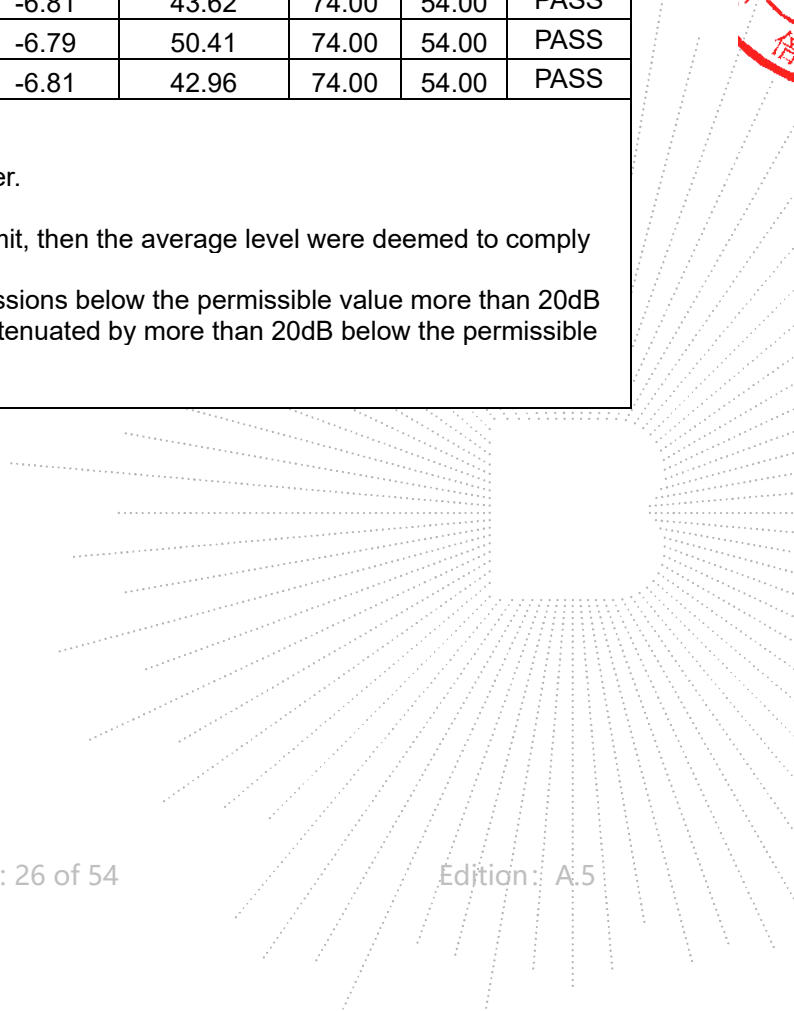 -6.81 43.62 74.00 54.00 PASS
-6.79 50.41 74.00 54.00 PASS
-6.81 42.96 74.00 54.00 PASS
er.
mit, then the average level were deemed to comply
ssions below the permissible value more than 20dB
ttenuated by more than 20dB below the permissible
: 26 of 54 Edition: A.5